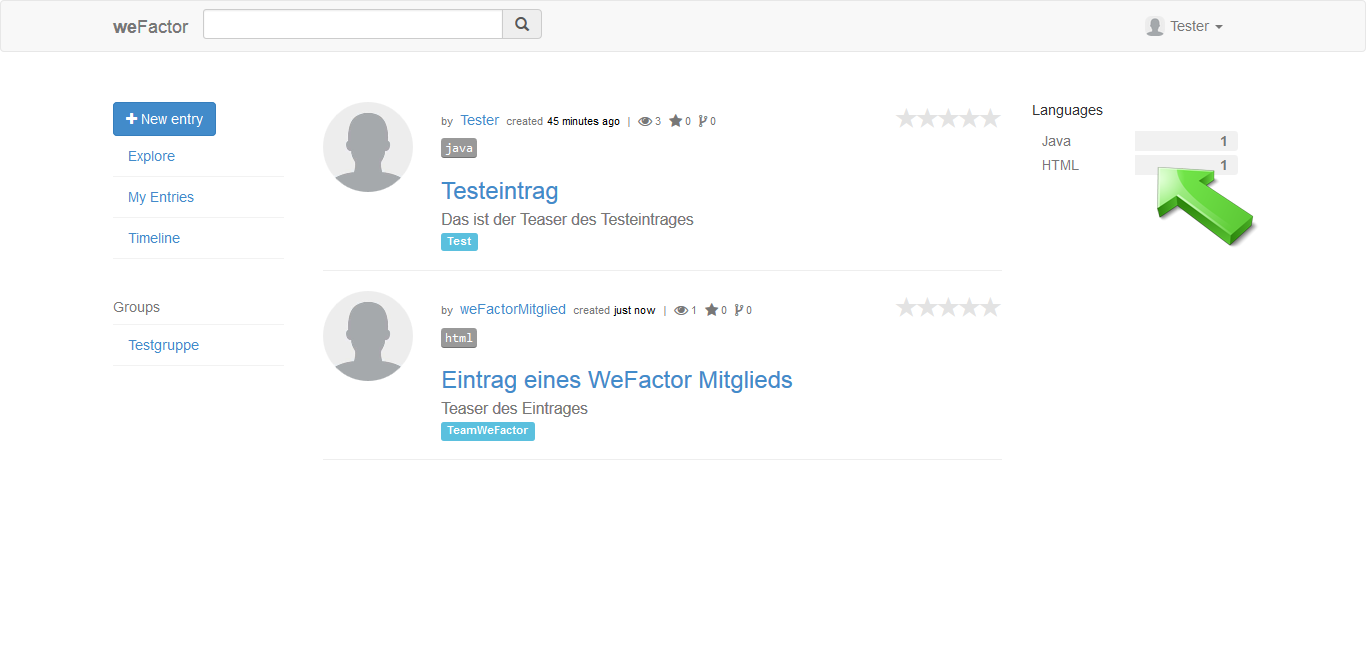 weFactor
Tester
New entry
Explore
My Entries
Timeline
Groups
Testgruppe
by Tester created 45 minutes ago | 3 0 0
java
Testeintrag
Das ist der Teaser des Testeintrages
Test
by weFactorMitglied created just now | 1 0 0
html
Eintrag eines WeFactor Mitglieds
Teaser des Eintrages
TeamWeFactor
Languages
Java 1
HTML 1